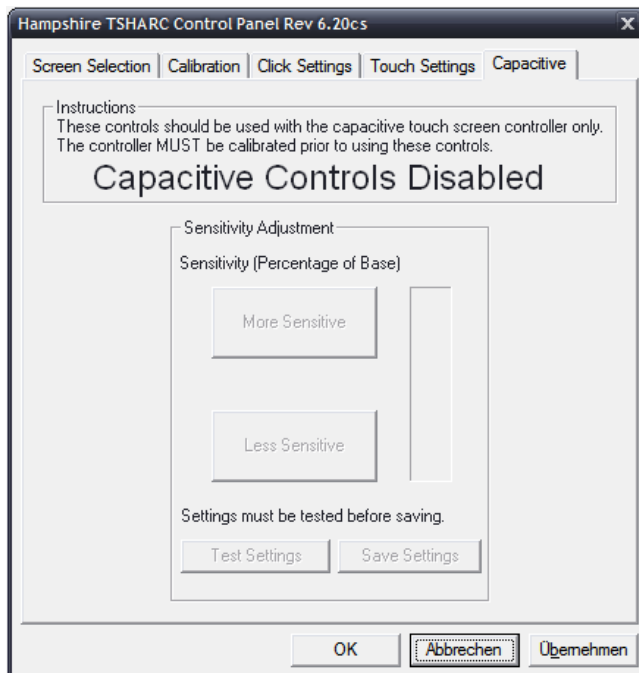 Hampshire TSHARC Control Panel Rev 6.20cs
Screen Selection Calibration Click Settings Touch Settings Capacitive
Instructions
These controls should be used with the capacitive touch screen controller only.
The controller MUST be calibrated prior to using these controls.
Capacitive Controls Disabled
Sensitivity Adjustment
Sensitivity (Percentage of Base)
More Sensitive
Less Sensitive
Settings must be tested before saving.
Test Settings Save Settings
OK Abbrechen Übernehmen